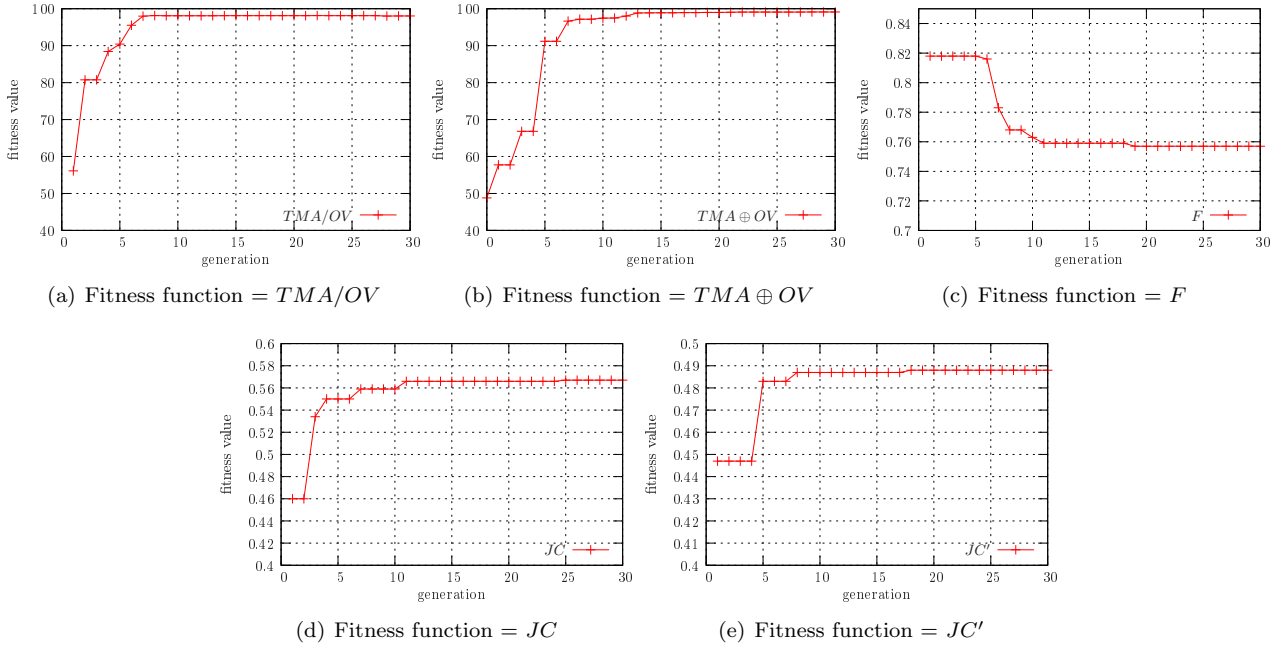 100
90
80
70
60
50
40
fitness value
TMA/OV
0 5 10 15 20 25 30
generation
(a) Fitness function = TMA/OV
100
90
80
70
60
50
40
fitness value
TMA ⊕ OV
0 5 10 15 20 25 30
generation
(b) Fitness function = TMA ⊕ OV
0.84
0.82
0.8
0.78
0.76
0.74
0.72
0.7
fitness value
F
0 5 10 15 20 25 30
generation
(c) Fitness function = F
0.6
0.58
0.56
0.54
0.52
0.5
0.48
0.46
0.44
0.42
0.4
fitness value
JC
0 5 10 15 20 25 30
generation
(d) Fitness function = JC
0.5
0.49
0.48
0.47
0.46
0.45
0.44
0.43
0.42
0.41
0.4
fitness value
JC′
0 5 10 15 20 25 30
generation
(e) Fitness function = JC′